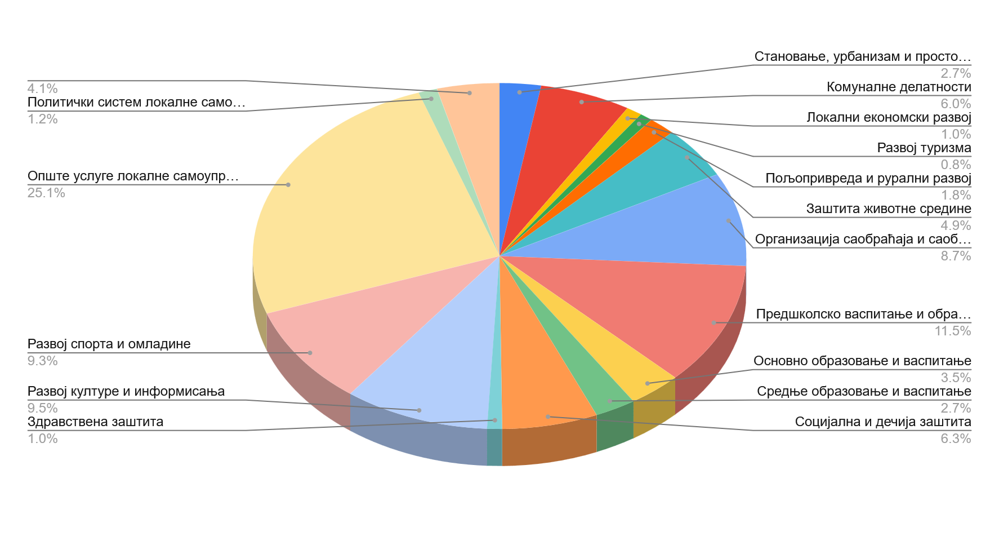 Становање, урбанизам и просто…
2.7%
Комуналне делатности
6.0%
Локални економски развој
1.0%
Развој туризма
0.8%
Пољопривреда и рурални развој
1.8%
Заштита животне средине
4.9%
Организација саобраћаја и саоб…
8.7%
Предшколско васпитање и обра…
11.5%
Основно образовање и васпитање
3.5%
Средње образовање и васпитање
2.7%
Социјална и дечија заштита
6.3%
4.1%
Политички систем локалне само…
1.2%
Опште услуге локалне самоупр…
25.1%
Развој спорта и омладине
9.3%
Развој културе и информисања
9.5%
Здравствена заштита
1.0%